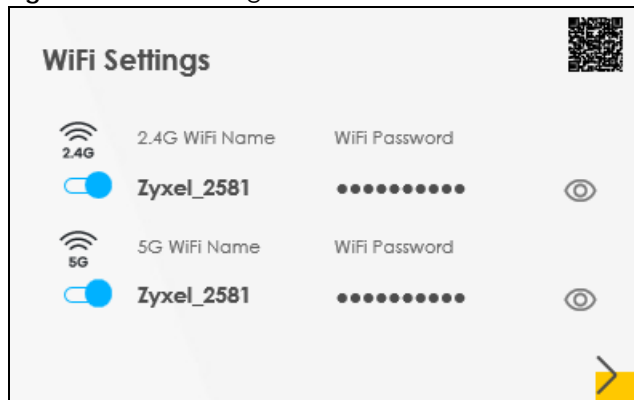 WiFi Settings
2.4G
2.4G WiFi Name WiFi Password
Zyxel_2581 ●●●●●●●●●●
5G
5G WiFi Name WiFi Password
Zyxel_2581 ●●●●●●●●●●